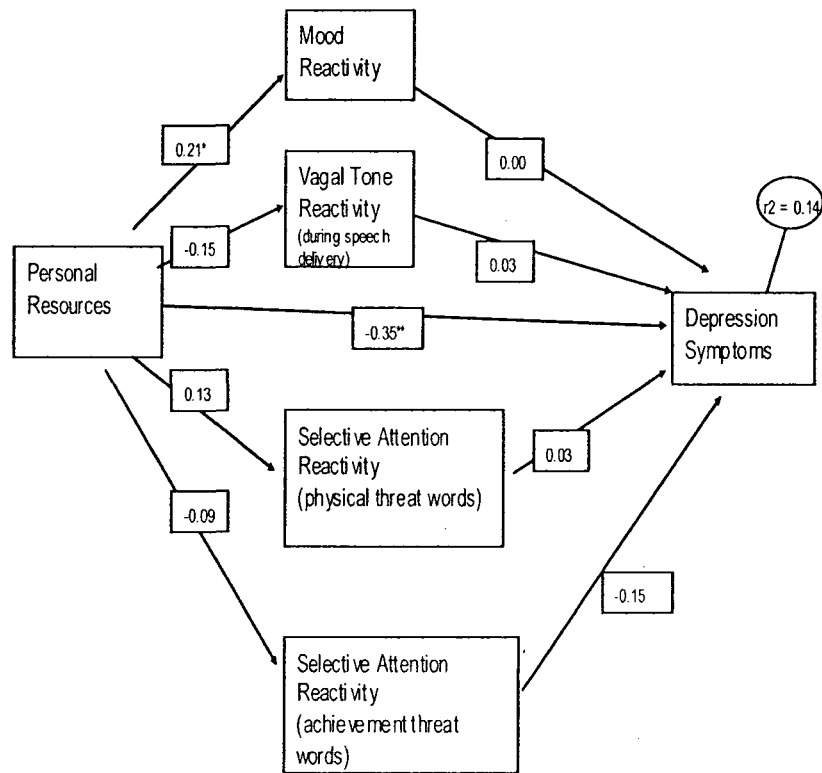 Mood
Reactivity
0.21*
0.00
Vagal Tone
Reactivity
(during speech
delivery)
r2 = 0.14
-0.15
0.03
Personal
Resources
Depression
Symptoms
-0.35**
0.13
Selective Attention
Reactivity
(physical threat words)
0.03
-0.09
-0.15
Selective Attention
Reactivity
(achievement threat
words)